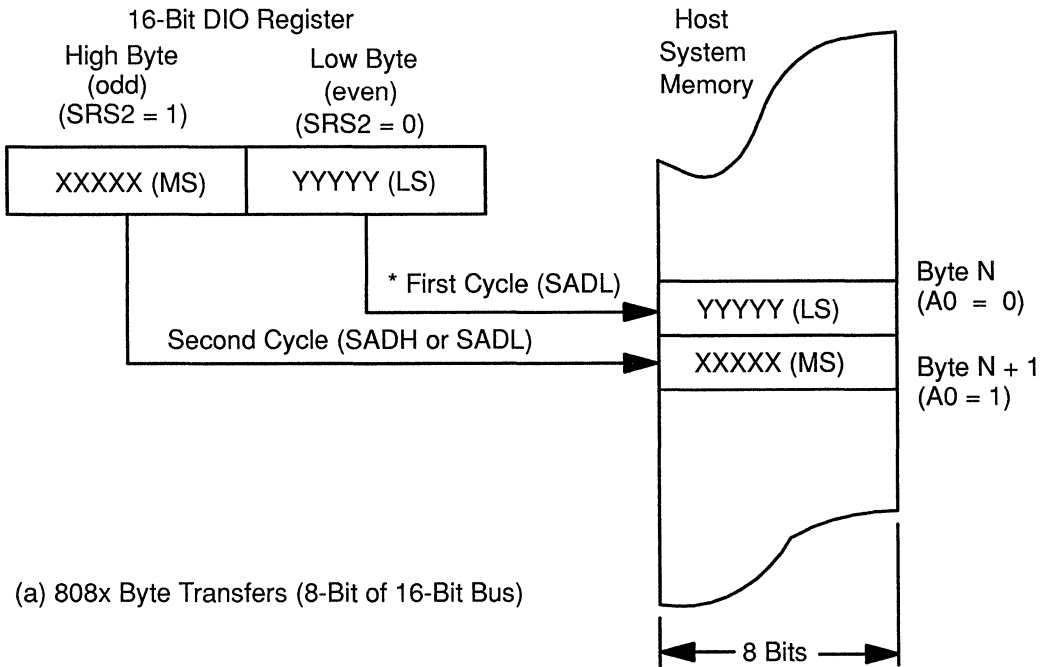 16-Bit DIO Register
High Byte
(odd)
(SRS2 = 1)
Low Byte
(even)
(SRS2 = 0)
Host
System
Memory
XXXXX (MS)
YYYYY (LS)
* First Cycle (SADL)
Second Cycle (SADH or SADL)
YYYYY (LS)
XXXXX (MS)
Byte N
(A0 = 0)
Byte N + 1
(A0 = 1)
(a) 808x Byte Transfers (8-Bit of 16-Bit Bus)
8 Bits